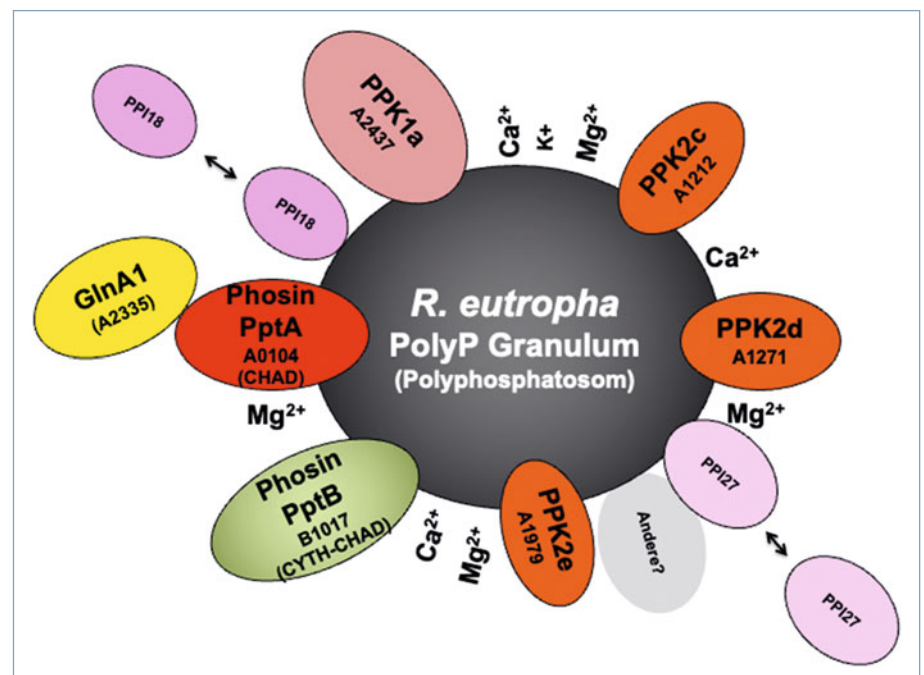 PPI18
PPI18
PPK1a
A2437
Ca²⁺
K+
Mg²⁺
PPK2c
A1212
Ca²⁺
GlnA1
(A2335)
Phosin
PptA
A0104
(CHAD)
Mg²⁺
R. eutropha
PolyP Granulum
(Polyphosphatosom)
PPK2d
A1271
Mg²⁺
PPI27
PPI27
Phosin
PptB
B1017
(CYTH-CHAD)
Ca²⁺
Mg²⁺
PPK2e
A1979
Andere?